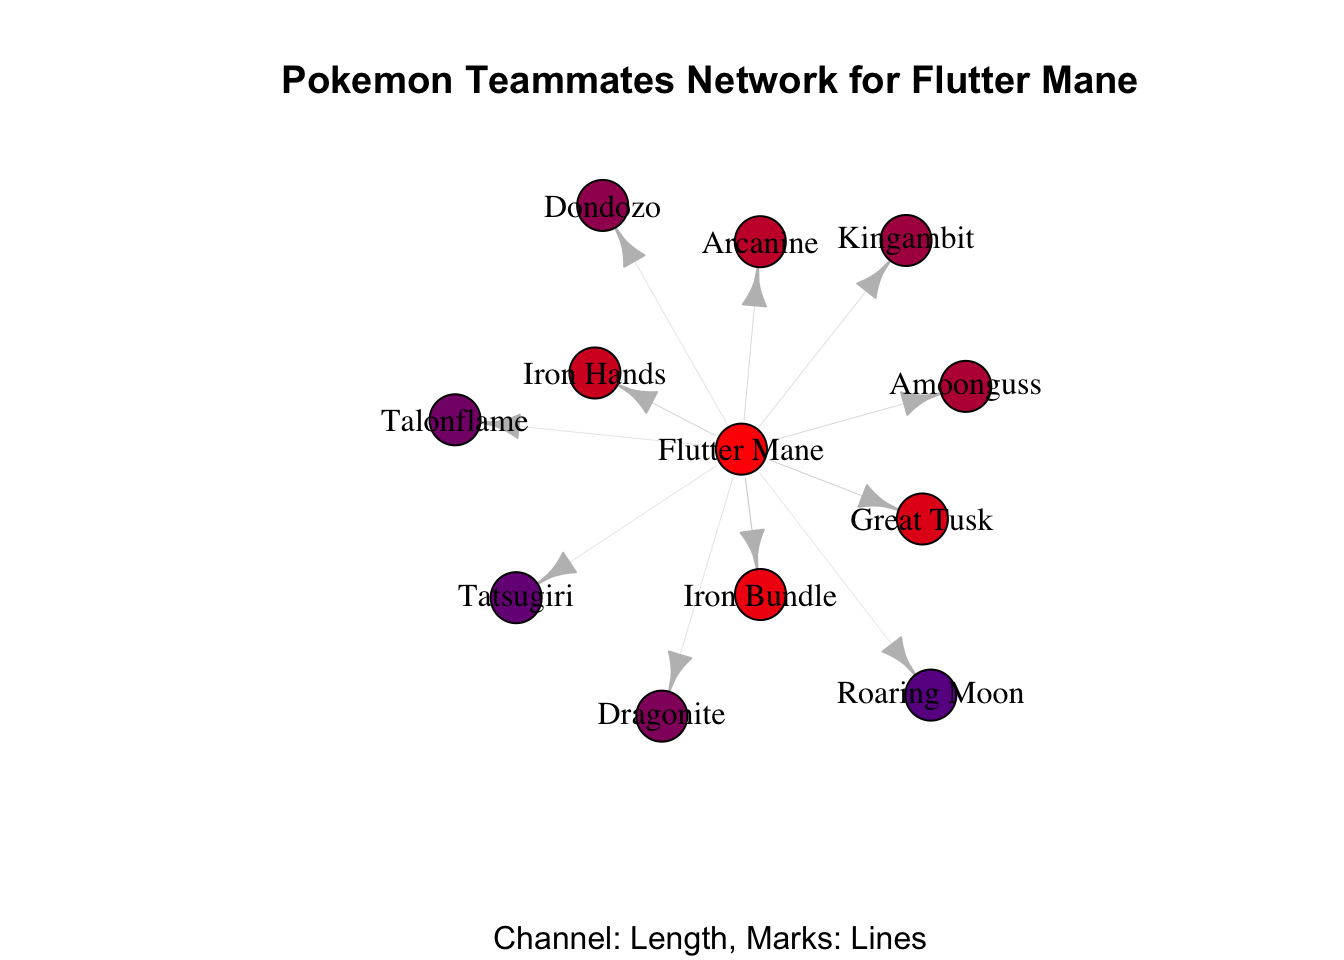 Pokemon Teammates Network for Flutter Mane
Dondozo
Arcanine
Kingambit
Iron Hands
Amoonguss
Talonflame
Flutter Mane
Great Tusk
Tatsugiri
Iron Bundle
Roaring Moon
Dragonite
Channel: Length, Marks: Lines